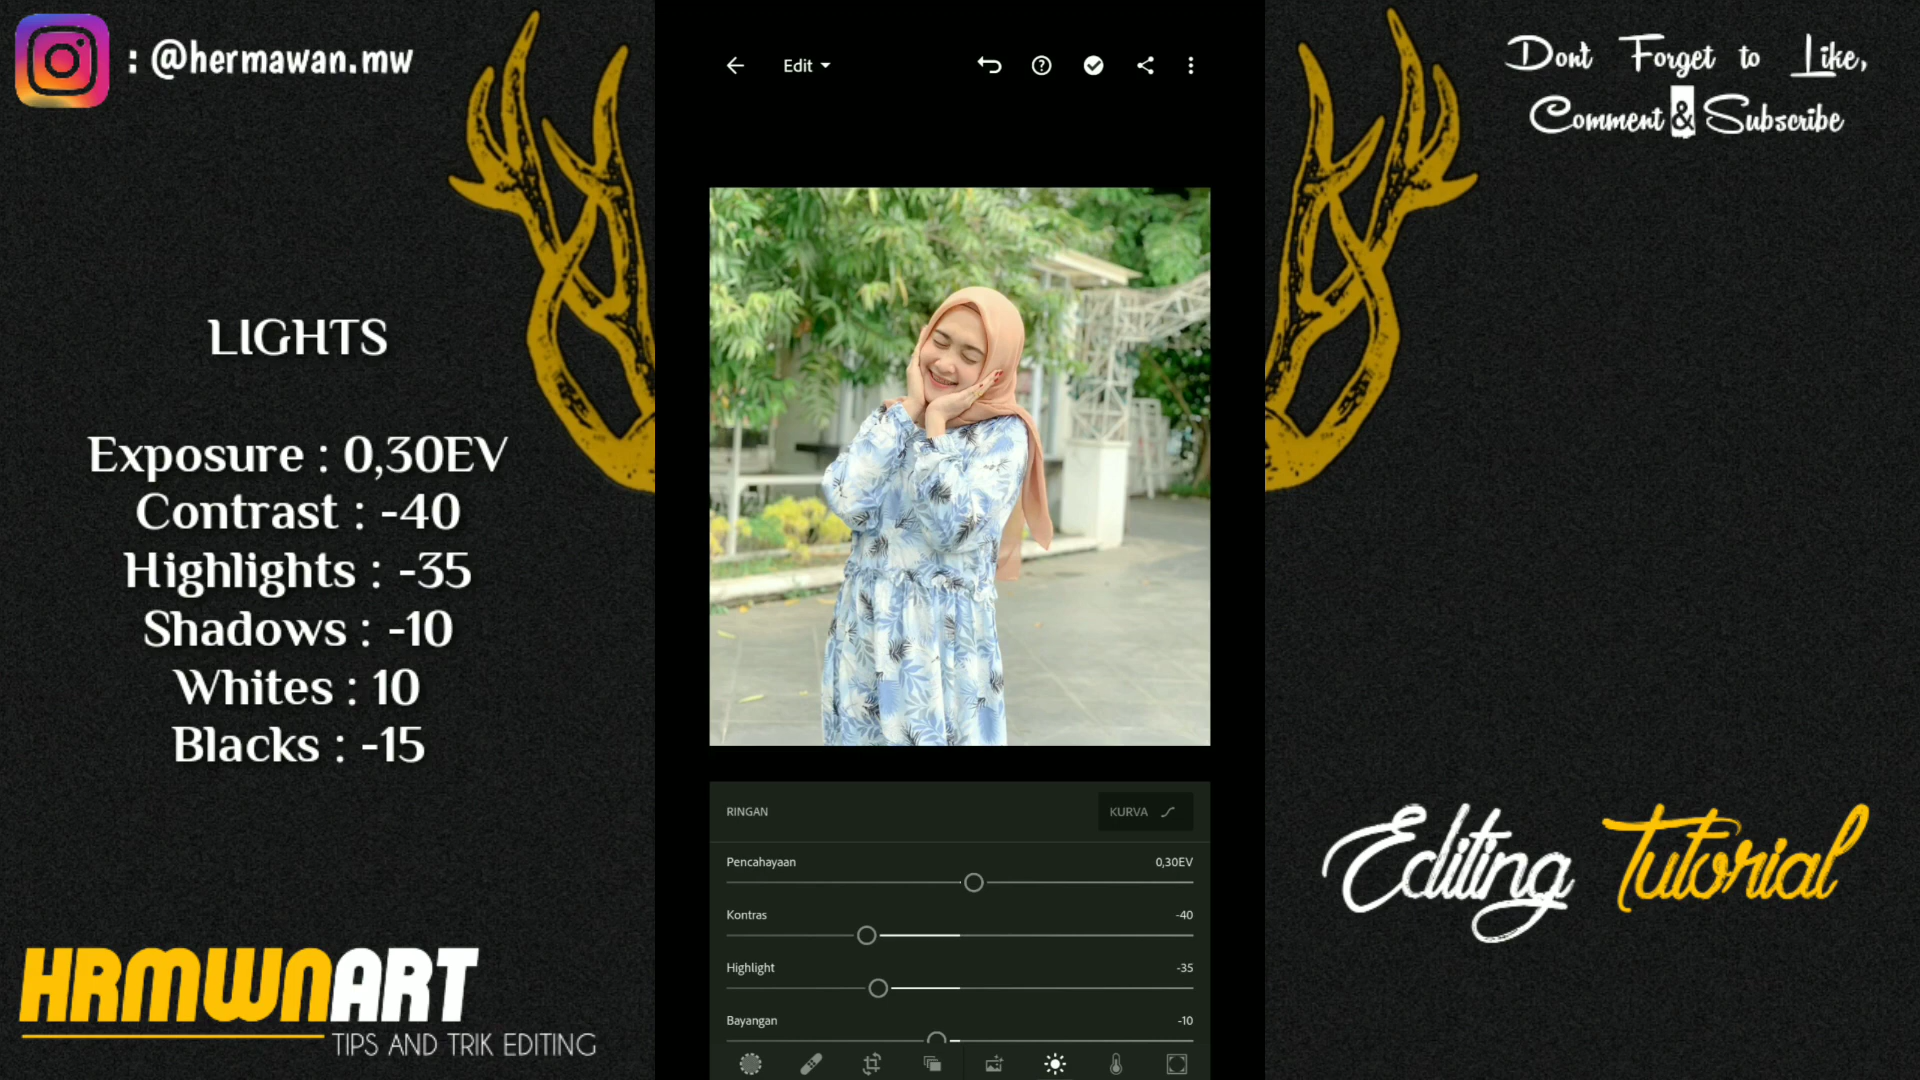 : @hermawan.mw
Edit
Dont Forget to Like,
Comment & Subscribe
LIGHTS
Exposure : 0,30EV
Contrast : -40
Highlights : -35
Shadows : -10
Whites : 10
Blacks : -15
RINGAN
KURVA
Pencahayaan 0,30EV
Kontras -40
Highlight -35
Bayangan -10
Editing Tutorial
HRMWNART
TIPS AND TRIK EDITING